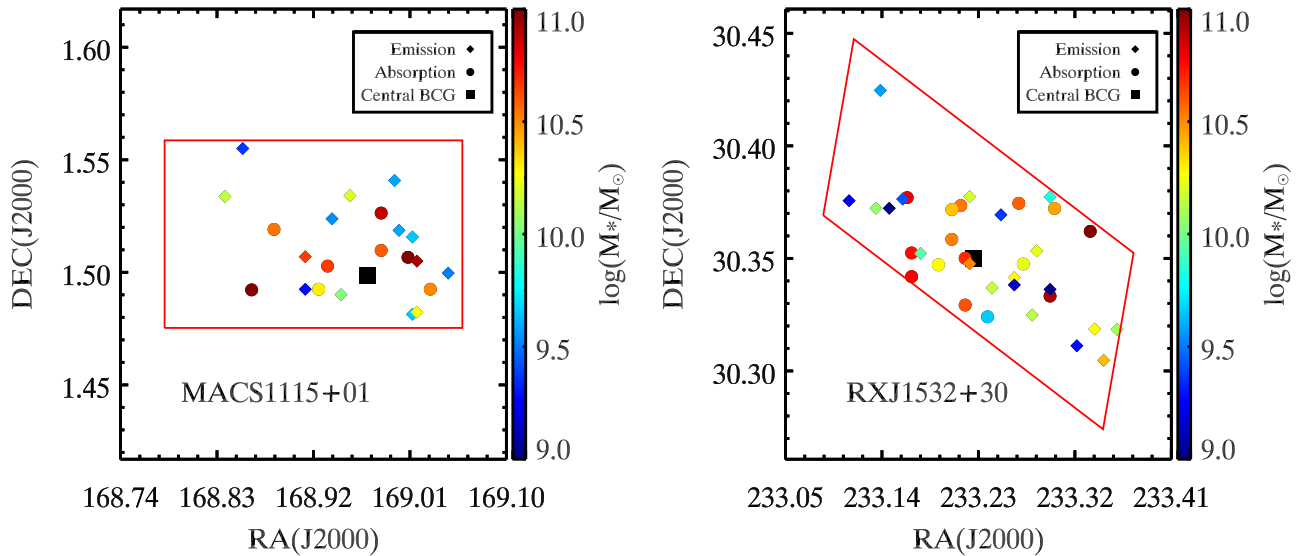 1.60
1.55
1.50
1.45
DEC(J2000)
Emission
Absorption
Central BCG
MACS1115+01
168.74 168.83 168.92 169.01 169.10
RA(J2000)
11.0
10.5
10.0
9.5
9.0
log(M*/M☉)
30.45
30.40
30.35
30.30
DEC(J2000)
Emission
Absorption
Central BCG
RXJ1532+30
233.05 233.14 233.23 233.32 233.41
RA(J2000)
11.0
10.5
10.0
9.5
9.0
log(M*/M☉)